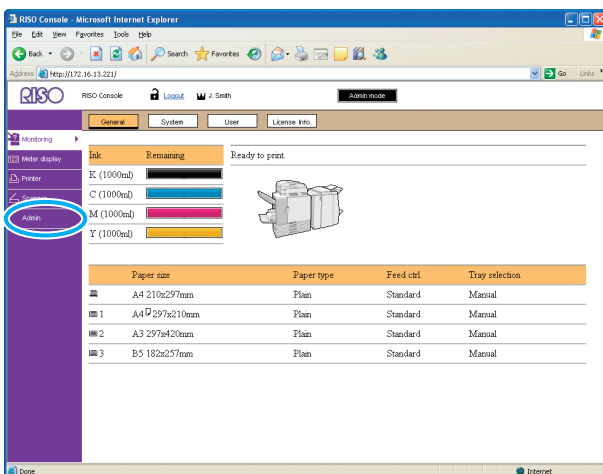 RISO Console - Microsoft Internet Explorer
File Edit View Favorites Tools Help
Back Search Favorites
Address http://172.16.13.221/ Go Links
RISO RISO Console Logout J. Smith Admin mode
General System User License Info.
Monitoring
Meter display
Printer
Scanner
Admin.
Ink Remaining Ready to print.
K (1000ml)
C (1000ml)
M (1000ml)
Y (1000ml)
Paper size Paper type Feed ctrl. Tray selection
A4 210x297mm Plain Standard Manual
1 A4 297x210mm Plain Standard Manual
2 A3 297x420mm Plain Standard Manual
3 B5 182x257mm Plain Standard Manual
Done Internet